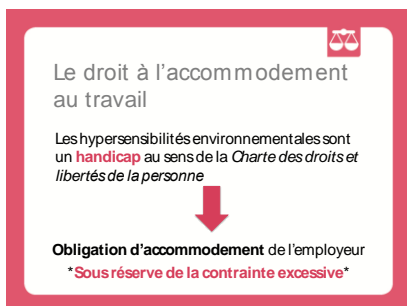 Le droit à l'accommodement
au travail
Les hypersensibilités environnementales sont
un handicap au sens de la Charte des droits et
libertés de la personne
Obligation d'accommodement de l'employeur
*Sous réserve de la contrainte excessive*